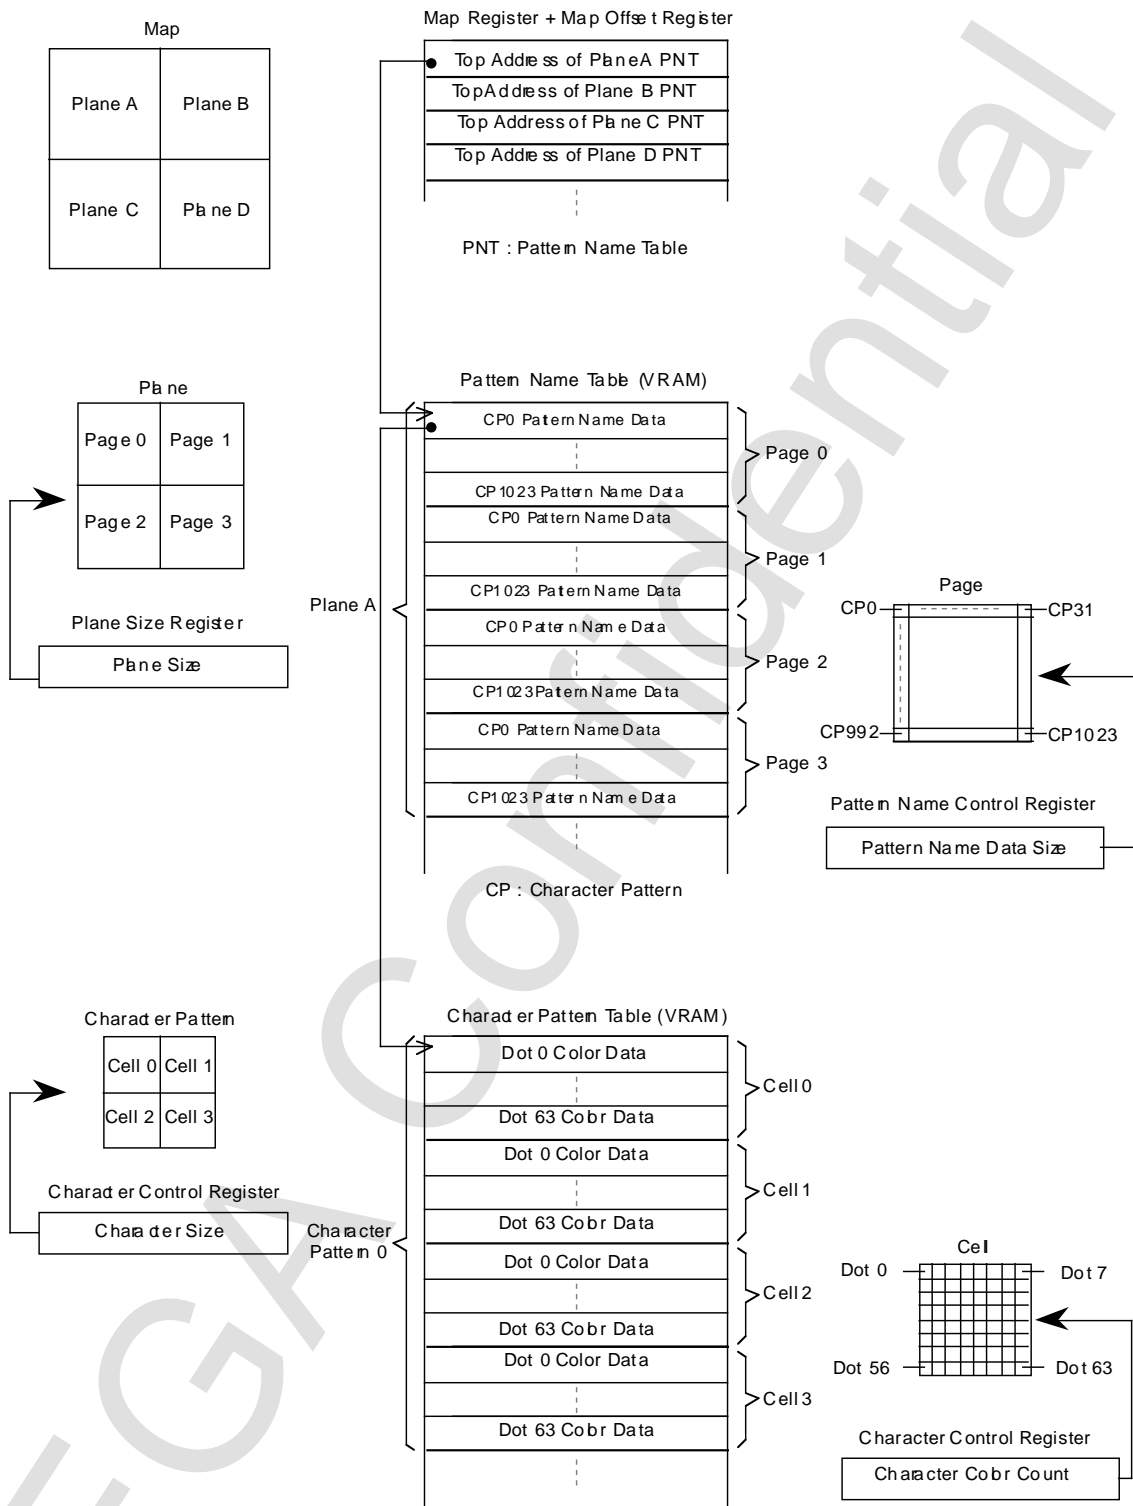 Map
Plane A
Plane B
Plane C
Plane D
Map Register + Map Offset Register
Top Address of Plane A PNT
Top Address of Plane B PNT
Top Address of Plane C PNT
Top Address of Plane D PNT
PNT : Pattern Name Table
Plane
Page 0
Page 1
Page 2
Page 3
Plane Size Register
Plane Size
Pattern Name Table (VRAM)
CP0 Pattern Name Data
CP1023 Pattern Name Data
CP0 Pattern Name Data
CP1023 Pattern Name Data
CP0 Pattern Name Data
CP1023 Pattern Name Data
CP0 Pattern Name Data
CP1023 Pattern Name Data
Plane A
Page 0
Page 1
Page 2
Page 3
CP : Character Pattern
Page
CP0
CP31
CP992
CP1023
Pattern Name Control Register
Pattern Name Data Size
Character Pattern
Cell 0
Cell 1
Cell 2
Cell 3
Character Control Register
Character Size
Character Pattern Table (VRAM)
Dot 0 Color Data
Dot 63 Color Data
Dot 0 Color Data
Dot 63 Color Data
Dot 0 Color Data
Dot 63 Color Data
Dot 0 Color Data
Dot 63 Color Data
Character
Pattern 0
Cell 0
Cell 1
Cell 2
Cell 3
Cell
Dot 0
Dot 7
Dot 56
Dot 63
Character Control Register
Character Color Count
EGA Confidential